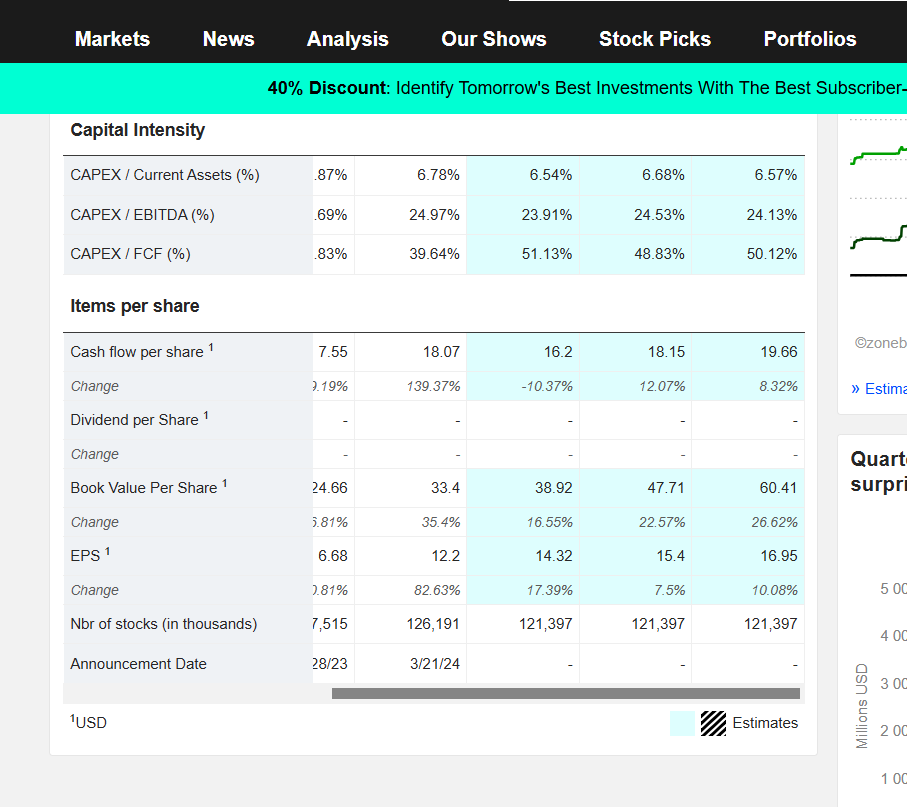 Markets News Analysis Our Shows Stock Picks Portfolios
40% Discount: Identify Tomorrow's Best Investments With The Best Subscriber-
Capital Intensity
CAPEX / Current Assets (%) .87% 6.78% 6.54% 6.68% 6.57%
CAPEX / EBITDA (%) .69% 24.97% 23.91% 24.53% 24.13%
CAPEX / FCF (%) .83% 39.64% 51.13% 48.83% 50.12%
Items per share
Cash flow per share 1 7.55 18.07 16.2 18.15 19.66
Change 9.19% 139.37% -10.37% 12.07% 8.32%
Dividend per Share 1 - - - - -
Change - - - - -
Book Value Per Share 1 24.66 33.4 38.92 47.71 60.41
Change 6.81% 35.4% 16.55% 22.57% 26.62%
EPS 1 6.68 12.2 14.32 15.4 16.95
Change 0.81% 82.63% 17.39% 7.5% 10.08%
Nbr of stocks (in thousands) 7,515 126,191 121,397 121,397 121,397
Announcement Date 28/23 3/21/24 - - -
1USD
Estimates
©zoneb
» Estima
Quart
surpri
Millions USD
5 00
4 00
3 00
2 00
1 00